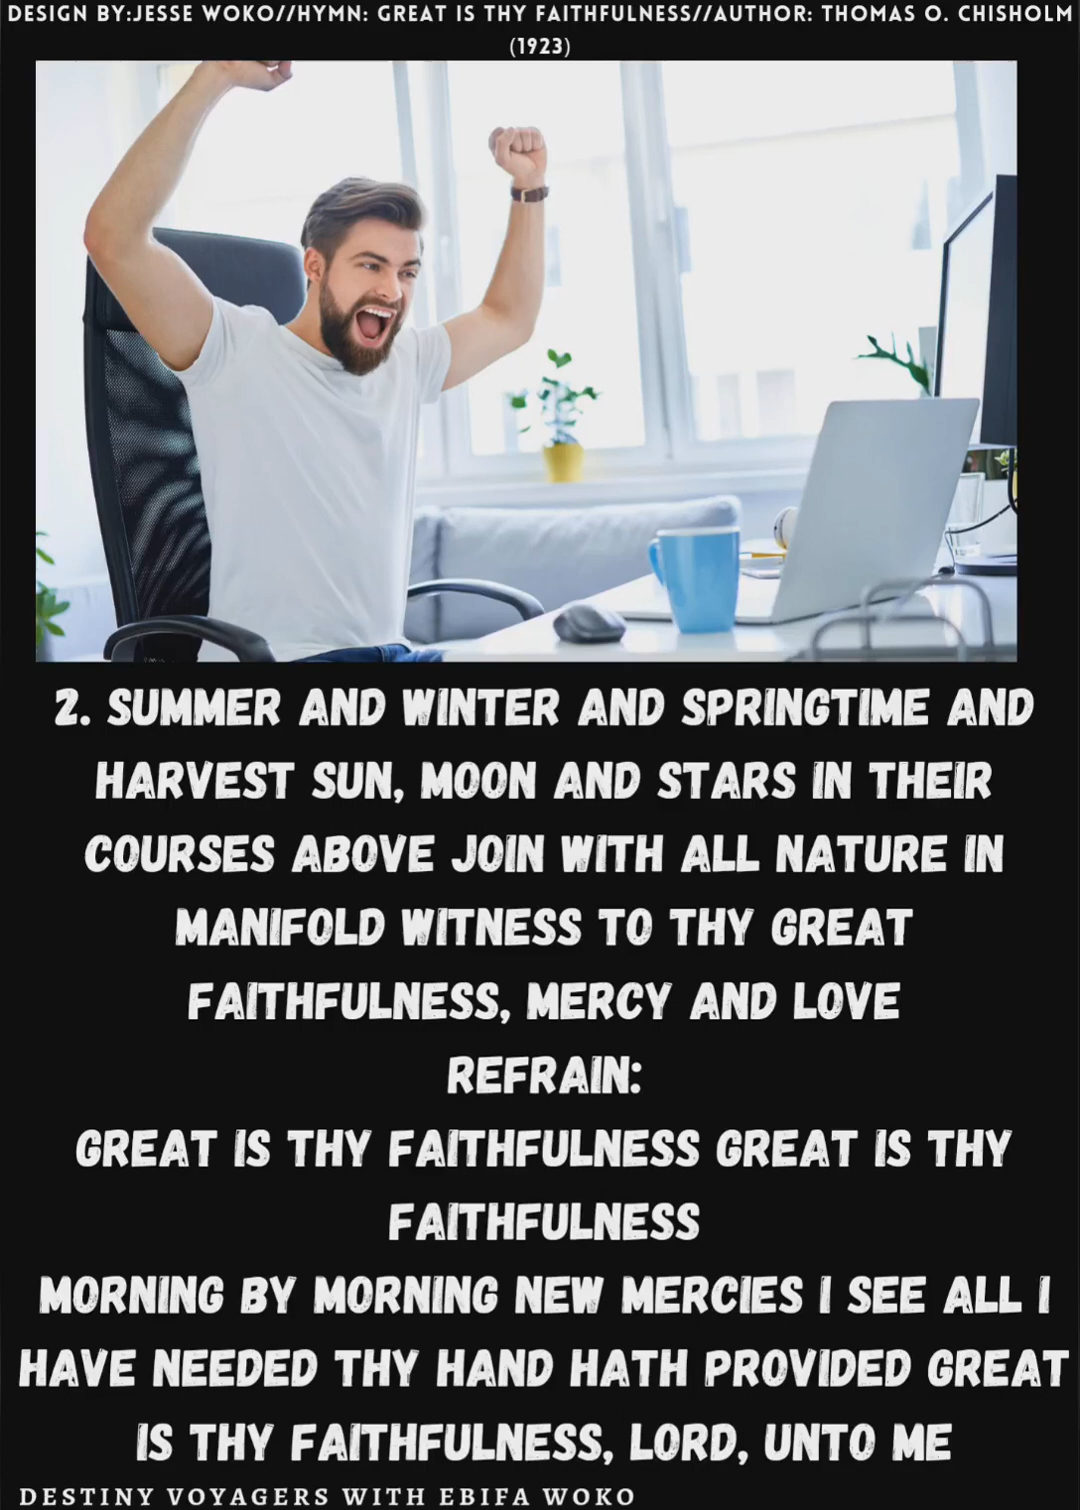 DESIGN BY:JESSE WOKO//HYMN: GREAT IS THY FAITHFULNESS//AUTHOR: THOMAS O. CHISHOLM
(1923)
2. SUMMER AND WINTER AND SPRINGTIME AND
HARVEST SUN, MOON AND STARS IN THEIR
COURSES ABOVE JOIN WITH ALL NATURE IN
MANIFOLD WITNESS TO THY GREAT
FAITHFULNESS, MERCY AND LOVE
REFRAIN:
GREAT IS THY FAITHFULNESS GREAT IS THY
FAITHFULNESS
MORNING BY MORNING NEW MERCIES I SEE ALL I
HAVE NEEDED THY HAND HATH PROVIDED GREAT
IS THY FAITHFULNESS, LORD, UNTO ME
DESTINY VOYAGERS WITH EBIFA WOKO